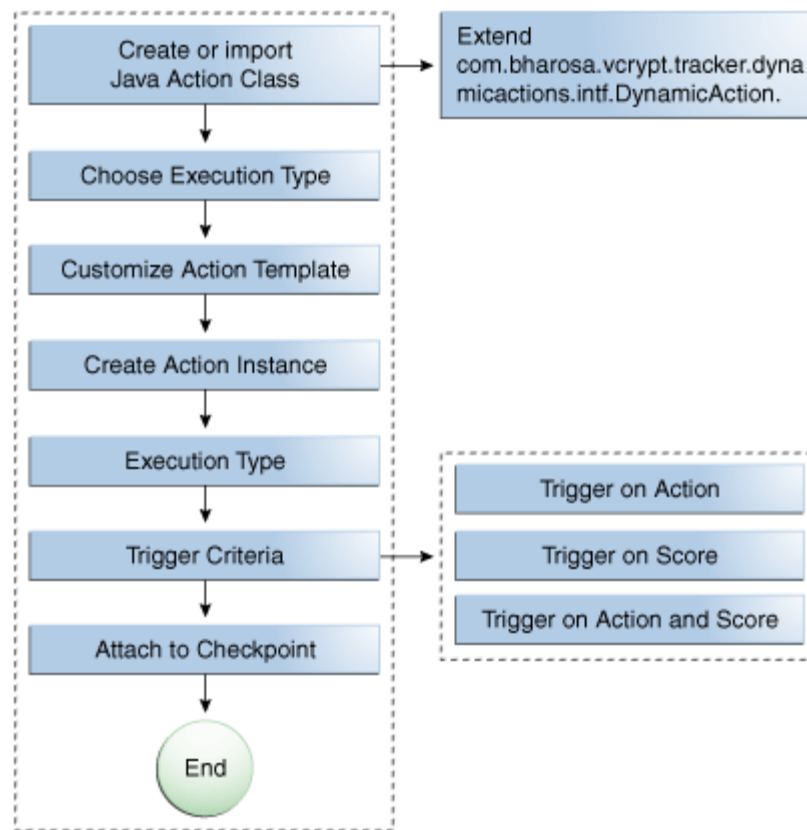 Create or import
Java Action Class
Extend
com.bharosa.vcrypt.tracker.dyna
micactions.intf.DynamicAction.
Choose Execution Type
Customize Action Template
Create Action Instance
Execution Type
Trigger Criteria
Trigger on Action
Trigger on Score
Trigger on Action and Score
Attach to Checkpoint
End